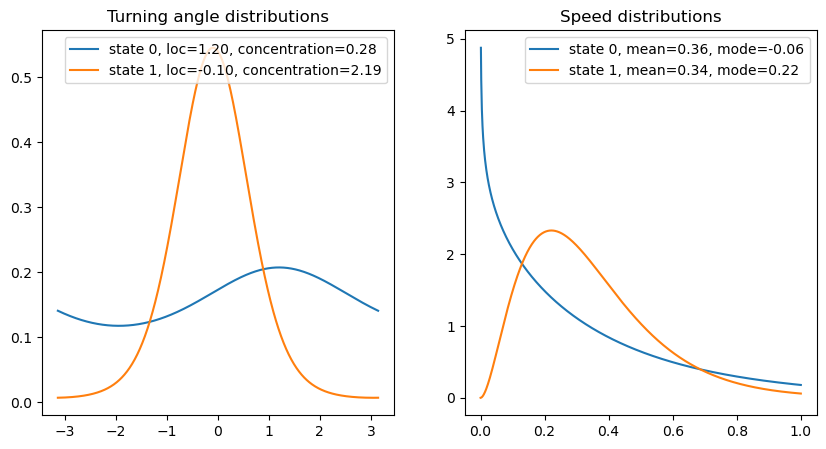 Turning angle distributions
state 0, loc=1.20, concentration=0.28
state 1, loc=-0.10, concentration=2.19
0.5
0.4
0.3
0.2
0.1
0.0
−3 −2 −1 0 1 2 3
Speed distributions
state 0, mean=0.36, mode=-0.06
state 1, mean=0.34, mode=0.22
5
4
3
2
1
0
0.0 0.2 0.4 0.6 0.8 1.0